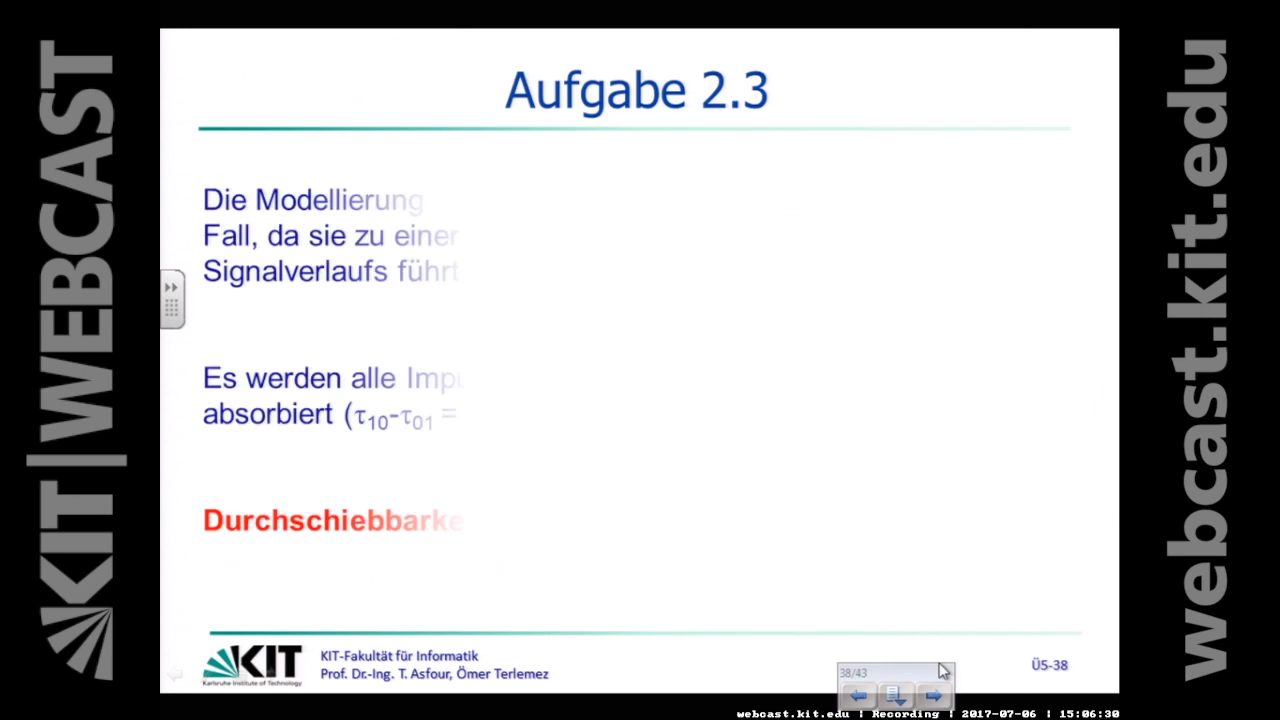 Aufgabe 2.3
Die Modellierung
Fall, da sie zu einer
Signalverlaufs führt
Es werden alle
absorbiert (τ10-τ01 =
KIT
Karlsruhe Institute of Technology
KIT-Fakultät für Informatik
Prof. Dr.-Ing. T. Asfour, Ömer Terlemez
38/43
Ü5-38
KIT|WEBCAST
webcast.kit.edu
webcast.kit.edu | Recording | 2017-07-06 | 15:06:30